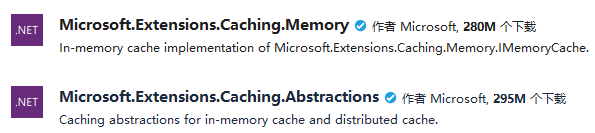 .NET Microsoft.Extensions.Caching.Memory 作者 Microsoft, 280M 个下载
In-memory cache implementation of Microsoft.Extensions.Caching.Memory.IMemoryCache.
.NET Microsoft.Extensions.Caching.Abstractions 作者 Microsoft, 295M 个下载
Caching abstractions for in-memory cache and distributed cache.